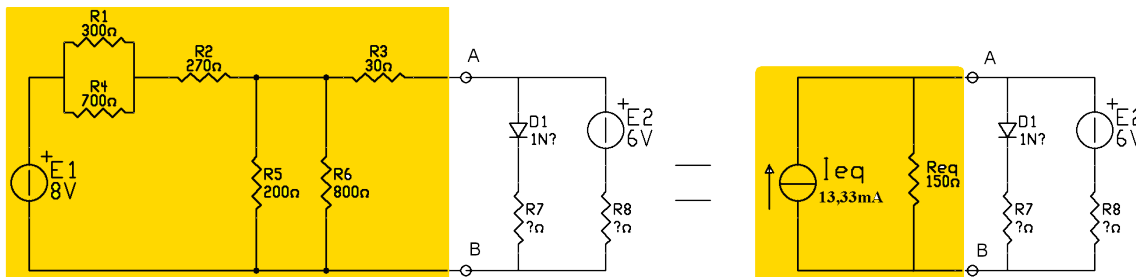 R1
300Ω
R4
700Ω
R2
270Ω
R3
30Ω
A
+
E1
8V
R5
200Ω
R6
800Ω
D1
1N?
+
E2
6V
R7
?Ω
R8
?Ω
B
A
Ieq
13,33mA
Req
150Ω
D1
1N?
+
E2
6V
R7
?Ω
R8
?Ω
B